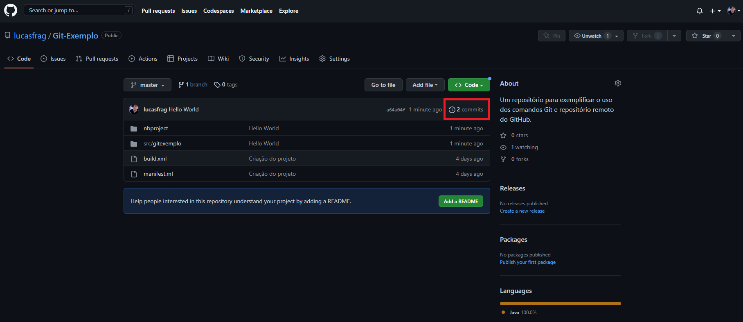 Search or jump to... /
Pull requests Issues Codespaces Marketplace Explore
lucasfrag / Git-Exemplo Public
Unwatch 1
Star 0
Code Issues Pull requests Actions Projects Wiki Security Insights Settings
master 1 branch 0 tags Go to file Add file Code
lucasfrag Hello World 1 minute ago 2 commits
nbproject Hello World 1 minute ago
src/gitexemplo Hello World 1 minute ago
build.xml Criação do projeto 4 days ago
manifest.mf Criação do projeto 4 days ago
Help people interested in this repository understand your project by adding a README. Add a README
About
Um repositório para exemplificar o uso
dos comandos Git e repositório remoto
do GitHub.
0 stars
1 watching
0 forks
Releases
No releases published
Create a new release
Packages
No packages published
Publish your first package
Languages
Java 100.0%